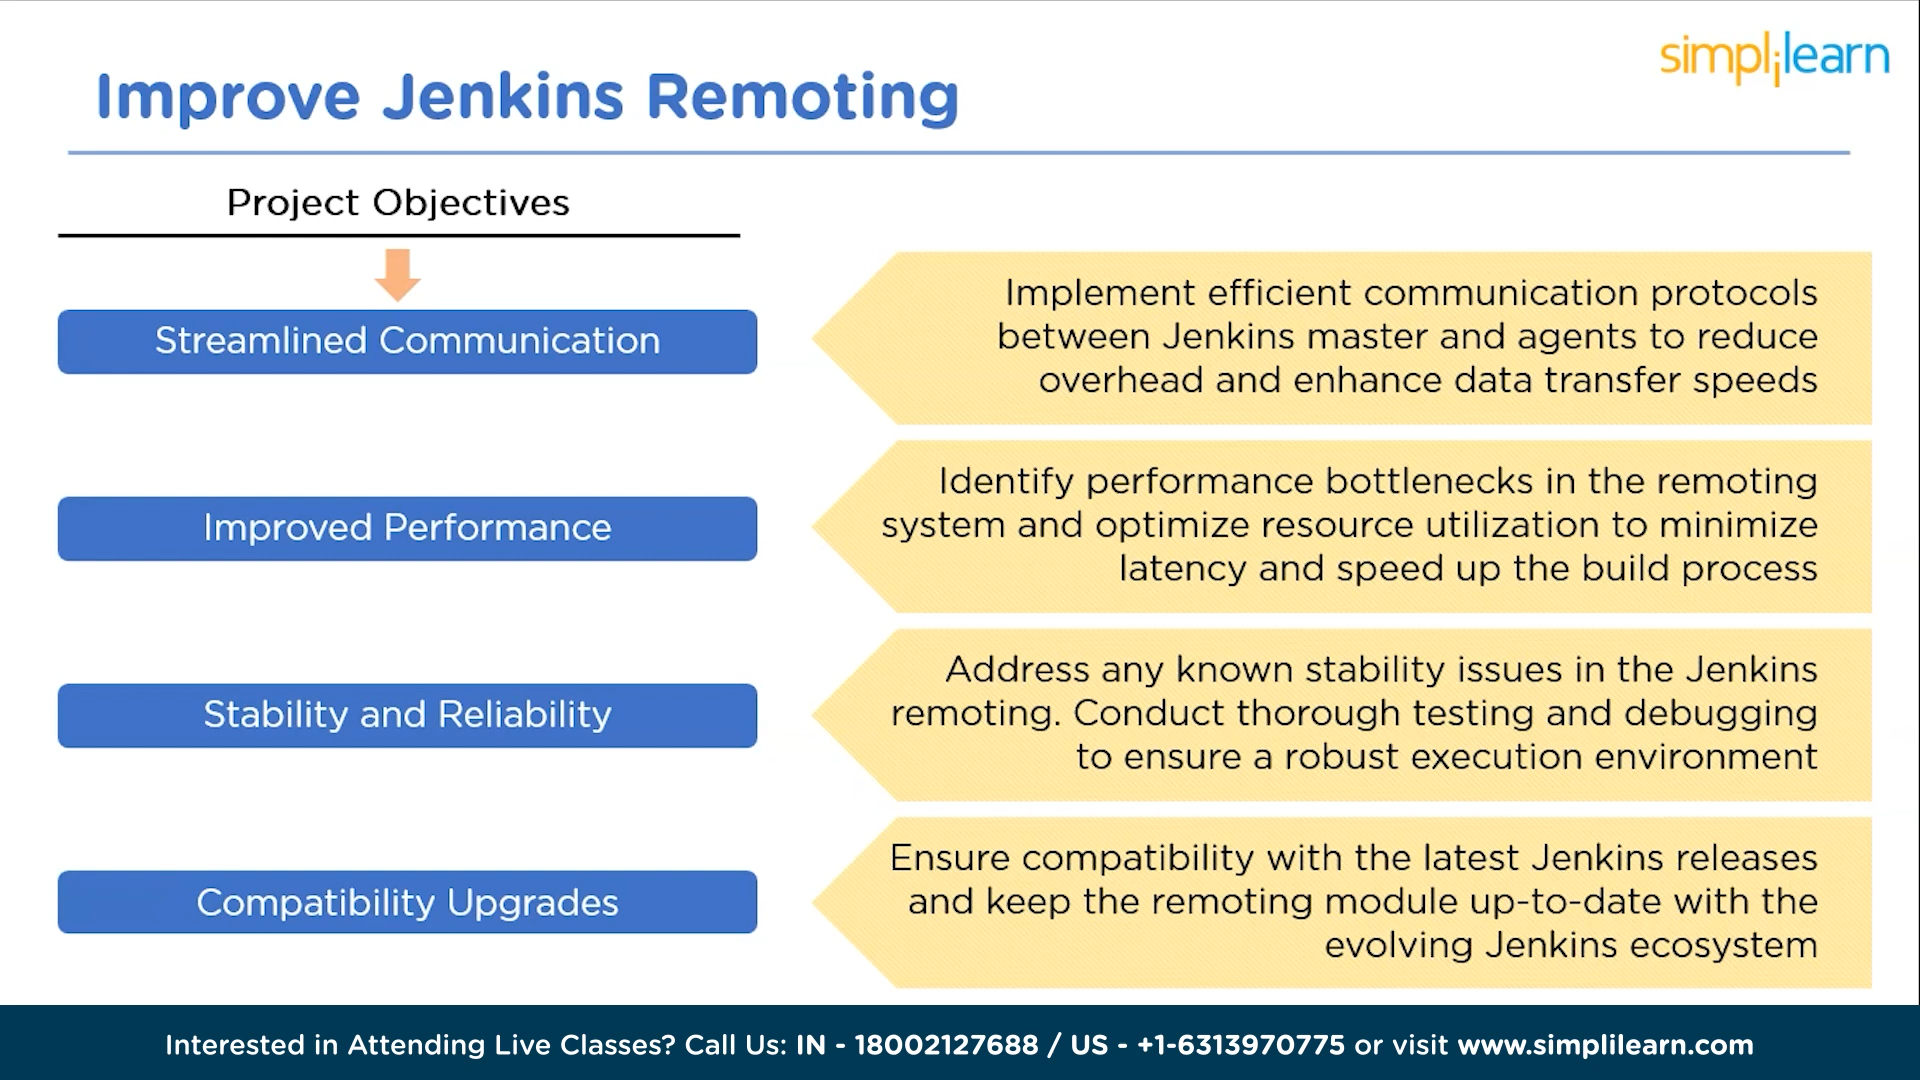 simplilearn
Improve Jenkins Remoting
Project Objectives
Streamlined Communication
Implement efficient communication protocols
between Jenkins master and agents to reduce
overhead and enhance data transfer speeds
Improved Performance
Identify performance bottlenecks in the remoting
system and optimize resource utilization to minimize
latency and speed up the build process
Stability and Reliability
Address any known stability issues in the Jenkins
remoting. Conduct thorough testing and debugging
to ensure a robust execution environment
Compatibility Upgrades
Ensure compatibility with the latest Jenkins releases
and keep the remoting module up-to-date with the
evolving Jenkins ecosystem
Interested in Attending Live Classes? Call Us: IN - 18002127688 / US - +1-6313970775 or visit www.simplilearn.com